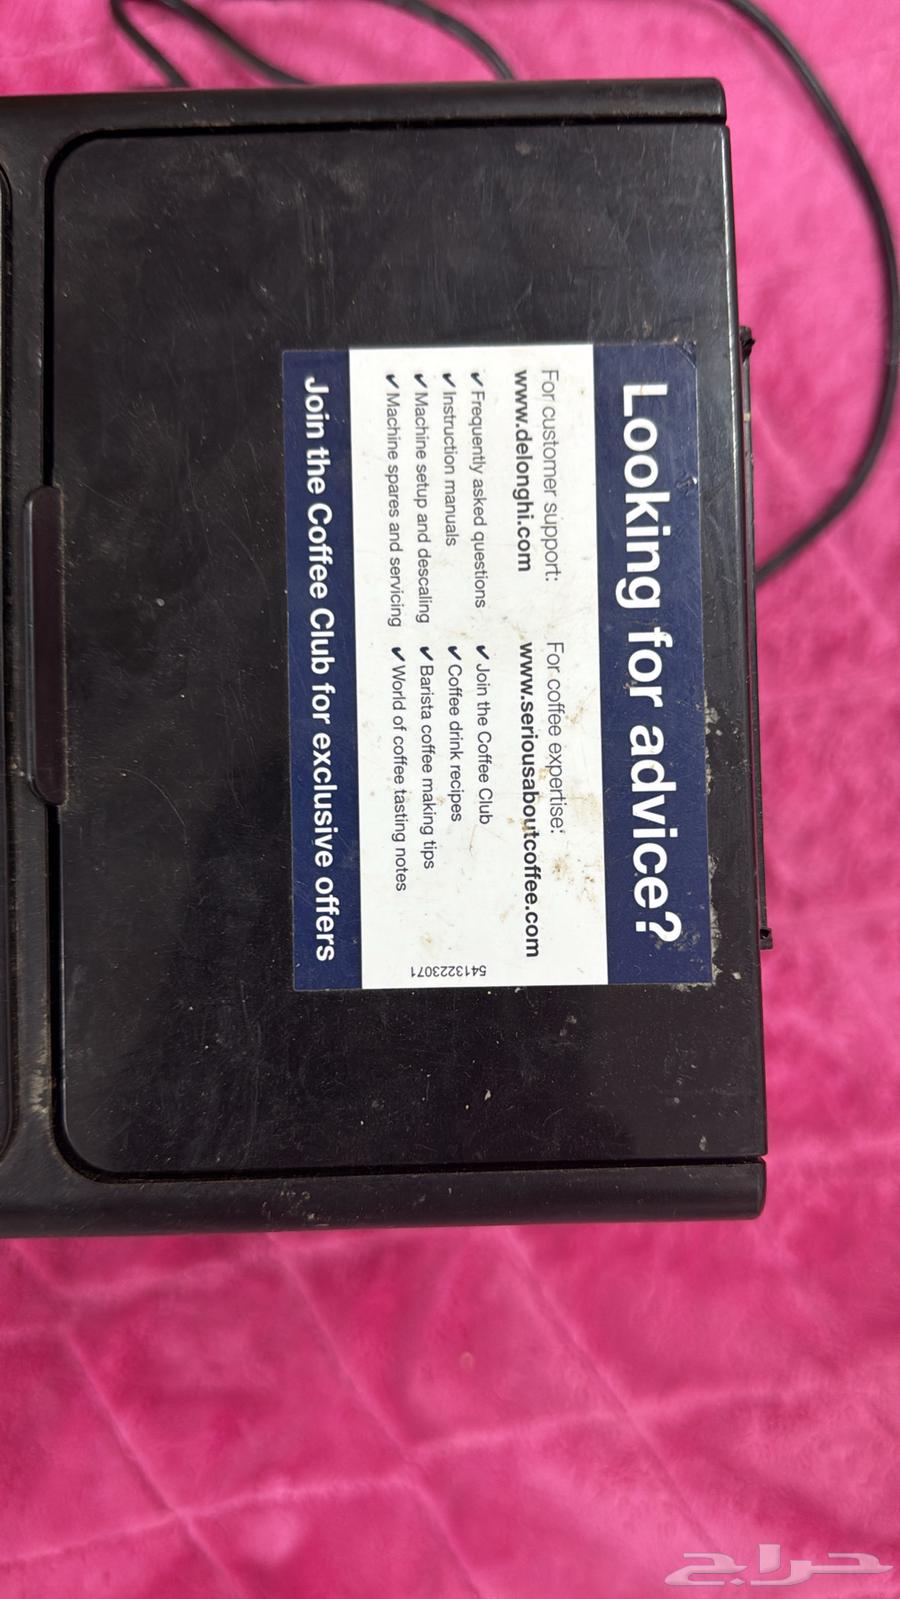 Looking for advice?
For customer support:
www.delonghi.com
✔ Frequently asked questions
✔ Instruction manuals
✔ Machine setup and descaling
✔ Machine spares and servicing
For coffee expertise:
www.seriousaboutcoffee.com
✔ Join the Coffee Club
✔ Coffee drink recipes
✔ Barista coffee making tips
✔ World of coffee tasting notes
5413223071
Join the Coffee Club for exclusive offers
حراج